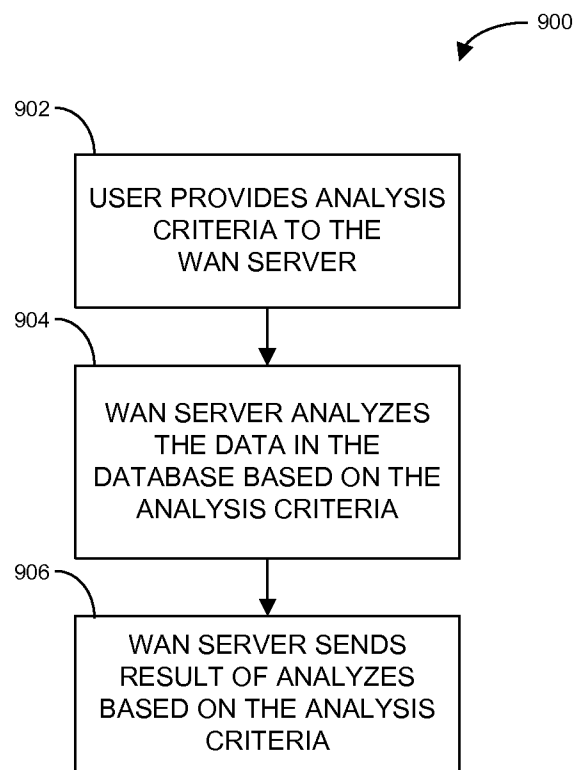 900
902
USER PROVIDES ANALYSIS
CRITERIA TO THE
WAN SERVER
904
WAN SERVER ANALYZES
THE DATA IN THE
DATABASE BASED ON THE
ANALYSIS CRITERIA
906
WAN SERVER SENDS
RESULT OF ANALYZES
BASED ON THE ANALYSIS
CRITERIA